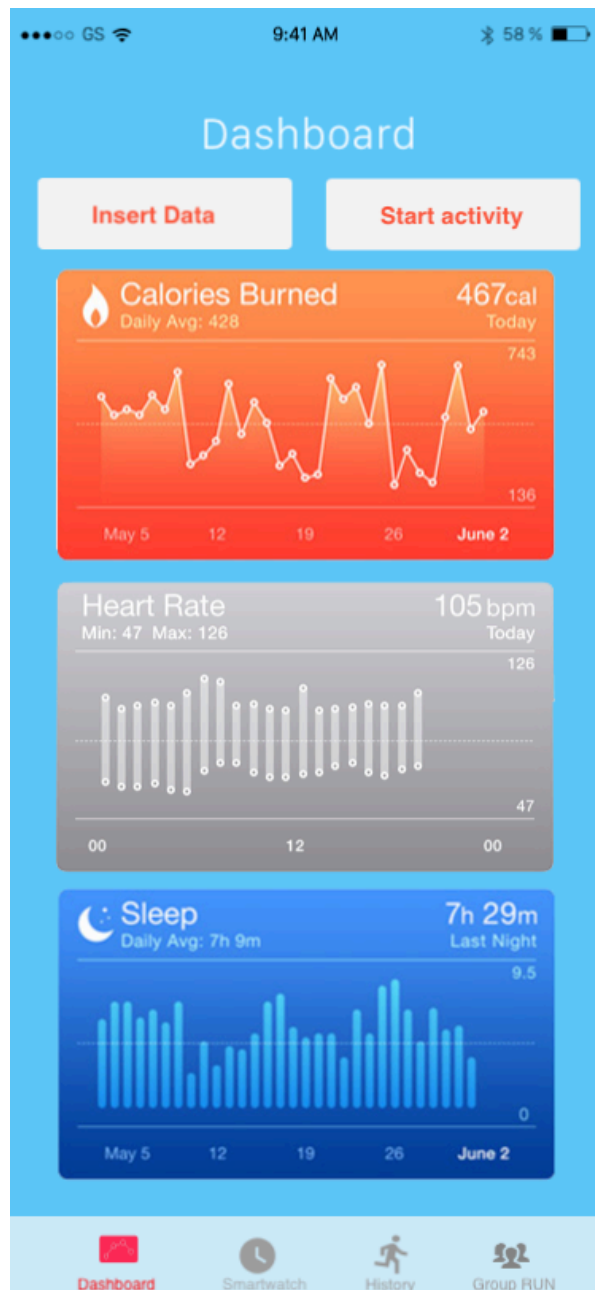 GS 9:41 AM 58 %
Dashboard
Insert Data Start activity
Calories Burned 467cal
Daily Avg: 428 Today
743
136
May 5 12 19 26 June 2
Heart Rate 105 bpm
Min: 47 Max: 126 Today
126
47
00 12 00
Sleep 7h 29m
Daily Avg: 7h 9m Last Night
9.5
0
May 5 12 19 26 June 2
Dashboard Smartwatch History Group RUN